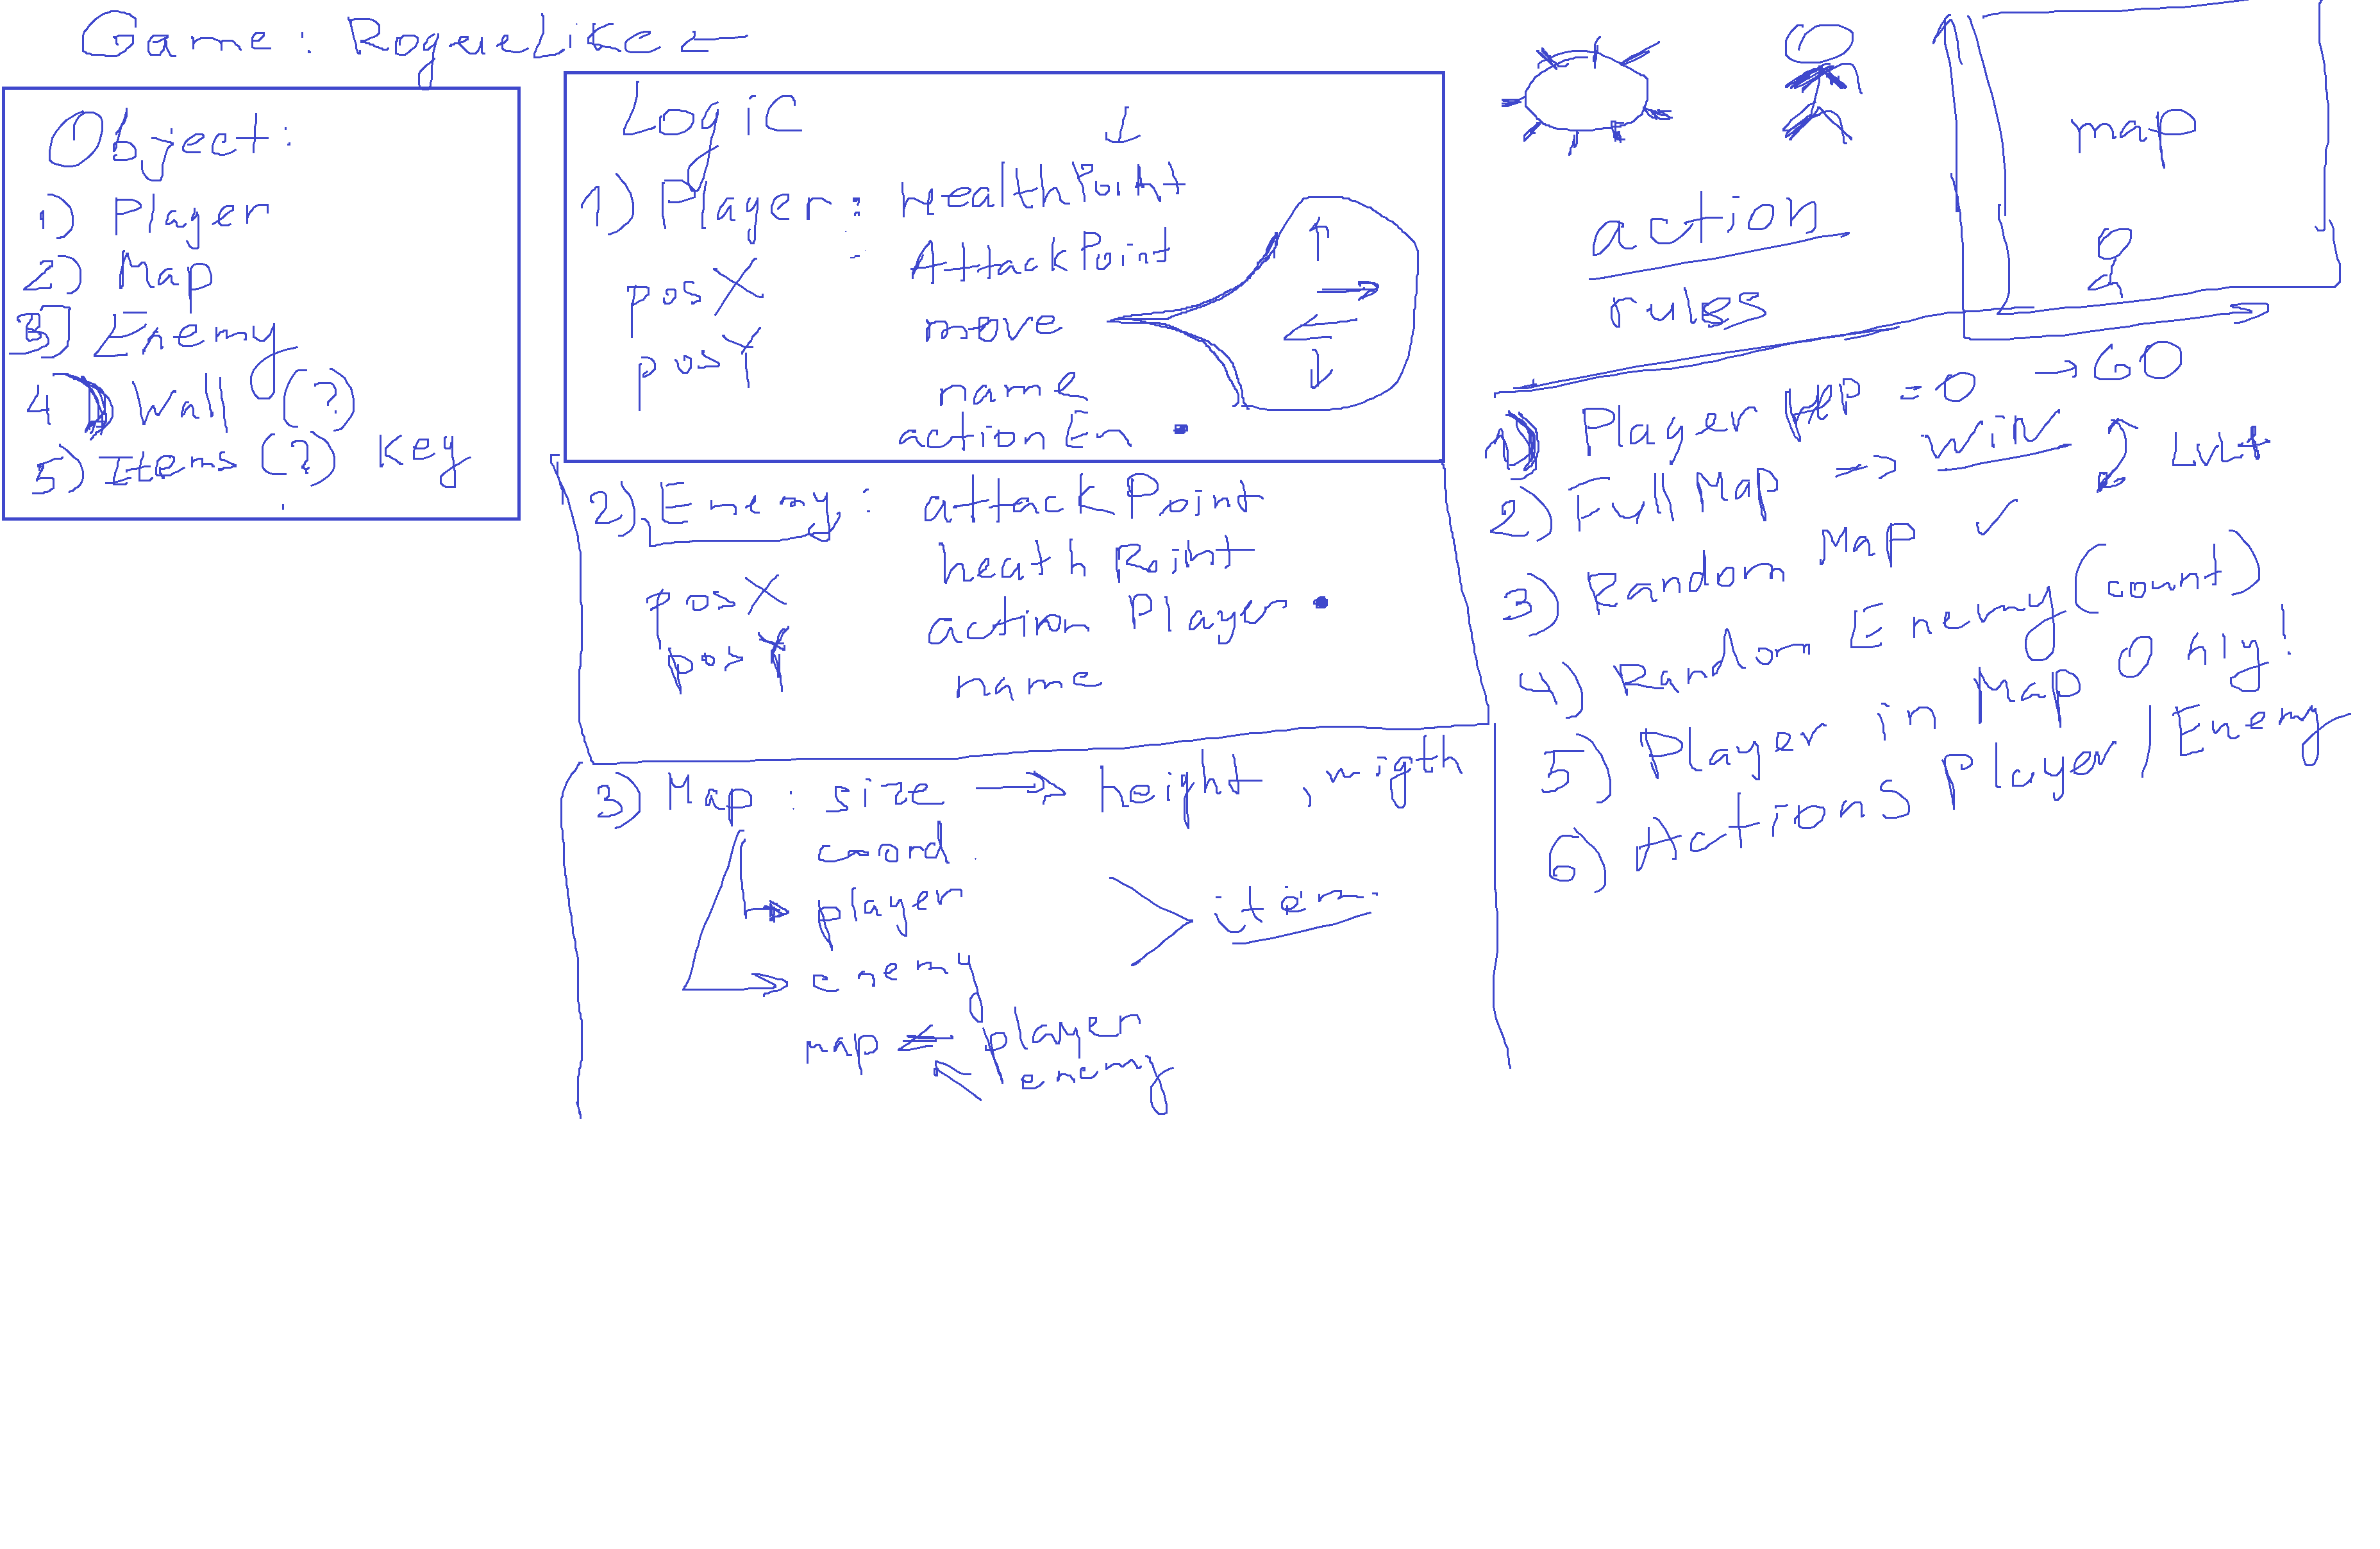 Game: RogueLike
Object:
1) Player
2) Map
3) Enemy
4) Wall (?)
5) Items (?) Key
Logic
1) Player: HealthPoint
AttackPoint
posX
move
posY
name
actionEn
2) Enemy: attackPoint
heathPoint
posX
action Player
posY
name
3) Map: size → height, wigth
coord
player
item
enemy
map ← player
enemy
map
action
rules
1) Player HP = 0 → GO
2) Full Map => WIN
Lvl+
3) Random Map ✓
4) Random Enemy (count)
5) Player in Map Only!
6) Actions Player/Enemy